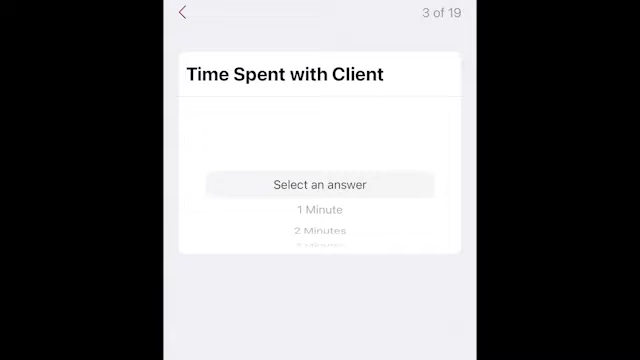 3 of 19
Time Spent with Client
Select an answer
1 Minute
2 Minutes